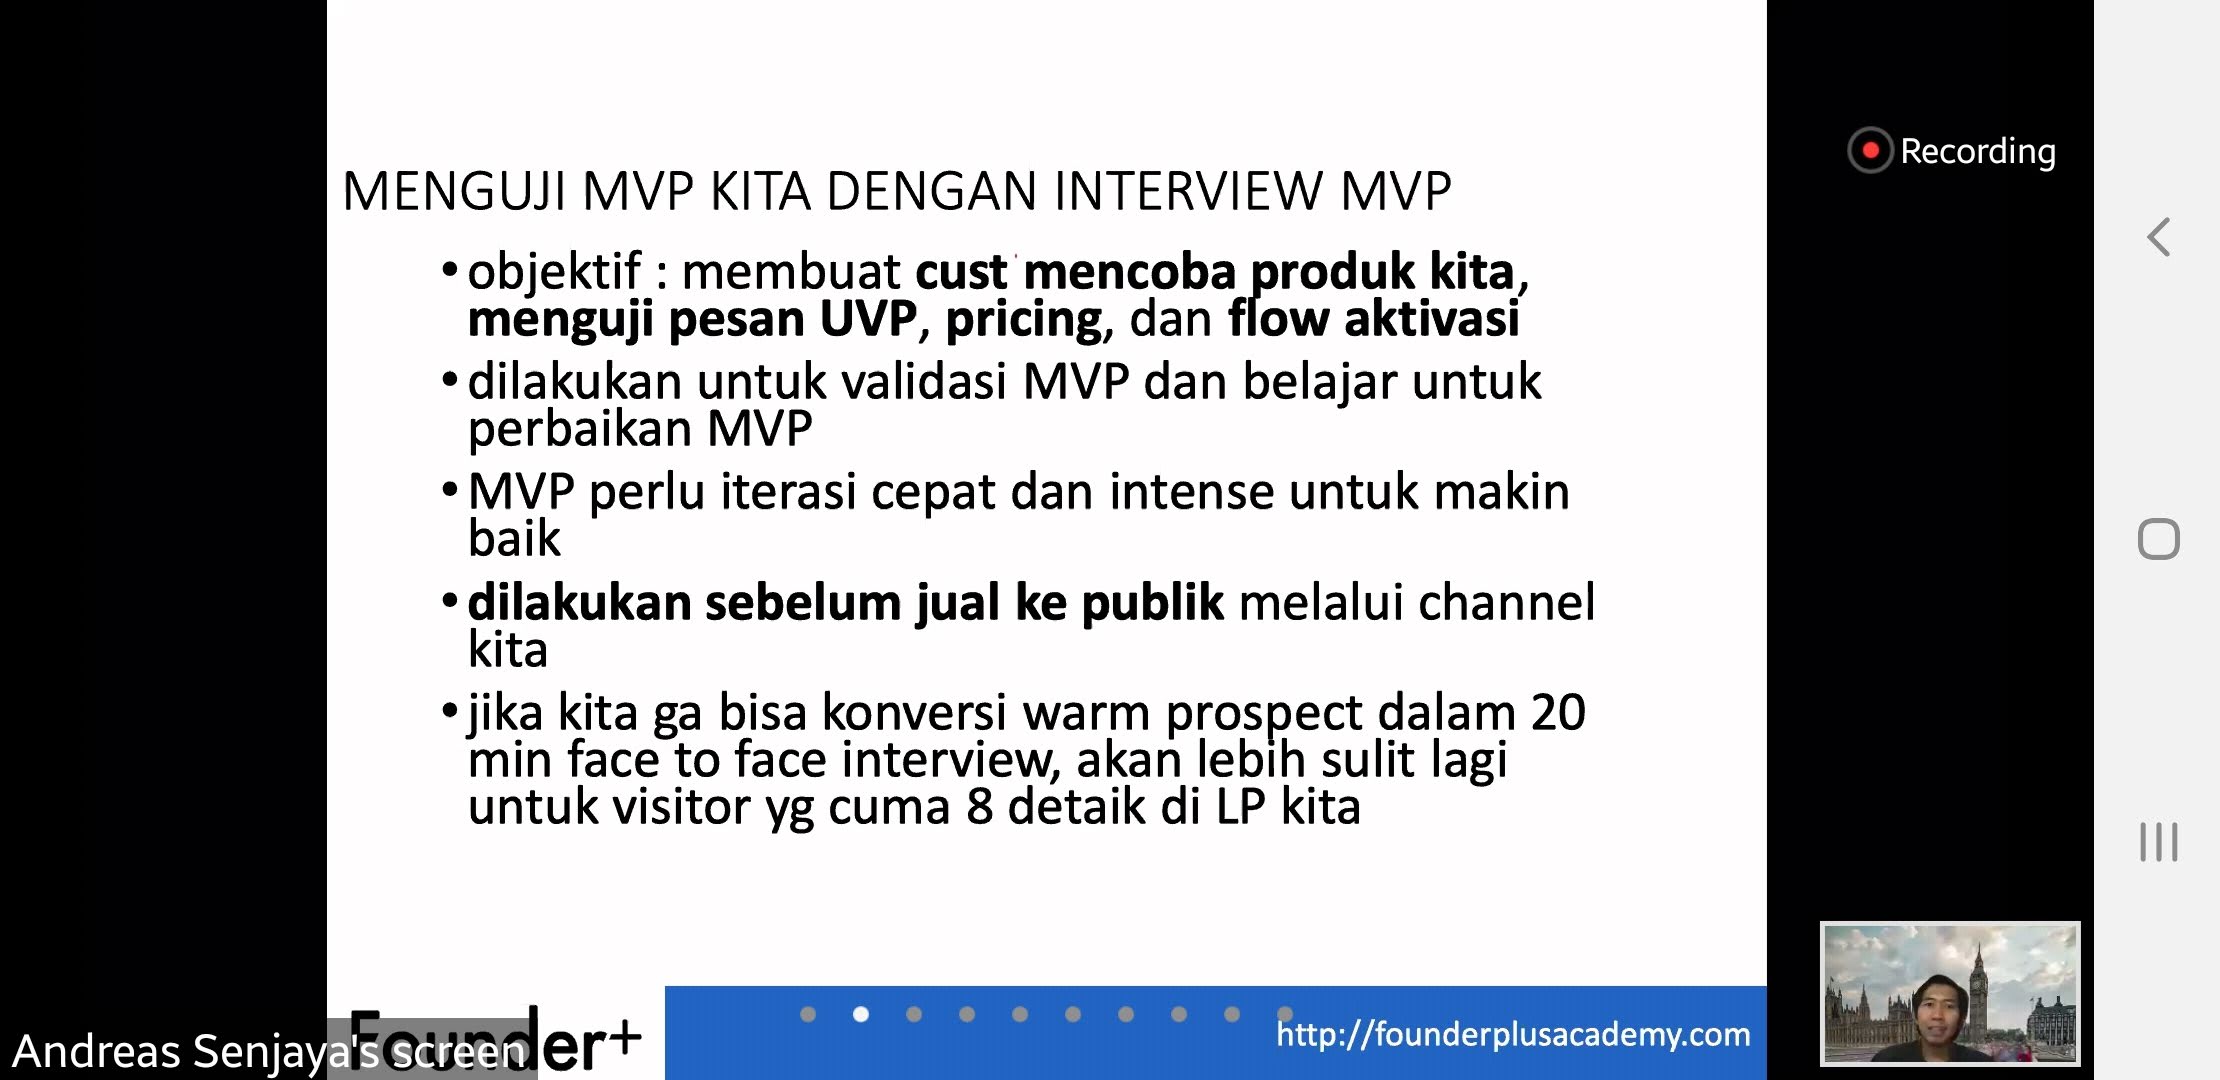 Recording
MENGUJI MVP KITA DENGAN INTERVIEW MVP
•objektif : membuat cust mencoba produk kita,
menguji pesan UVP, pricing, dan flow aktivasi
•dilakukan untuk validasi MVP dan belajar untuk
perbaikan MVP
•MVP perlu iterasi cepat dan intense untuk makin
baik
•dilakukan sebelum jual ke publik melalui channel
kita
•jika kita ga bisa konversi warm prospect dalam 20
min face to face interview, akan lebih sulit lagi
untuk visitor yg cuma 8 detaik di LP kita
Founder+
http://founderplusacademy.com
Andreas Senjaya's screen